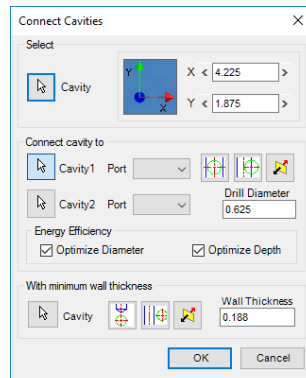 Connect Cavities
Select
Cavity
Y
X
X < 4.225 >
Y < 1.875 >
Connect cavity to
Cavity1 Port
Cavity2 Port
Drill Diameter
0.625
Energy Efficiency
Optimize Diameter
Optimize Depth
With minimum wall thickness
Cavity
Wall Thickness
0.188
OK
Cancel